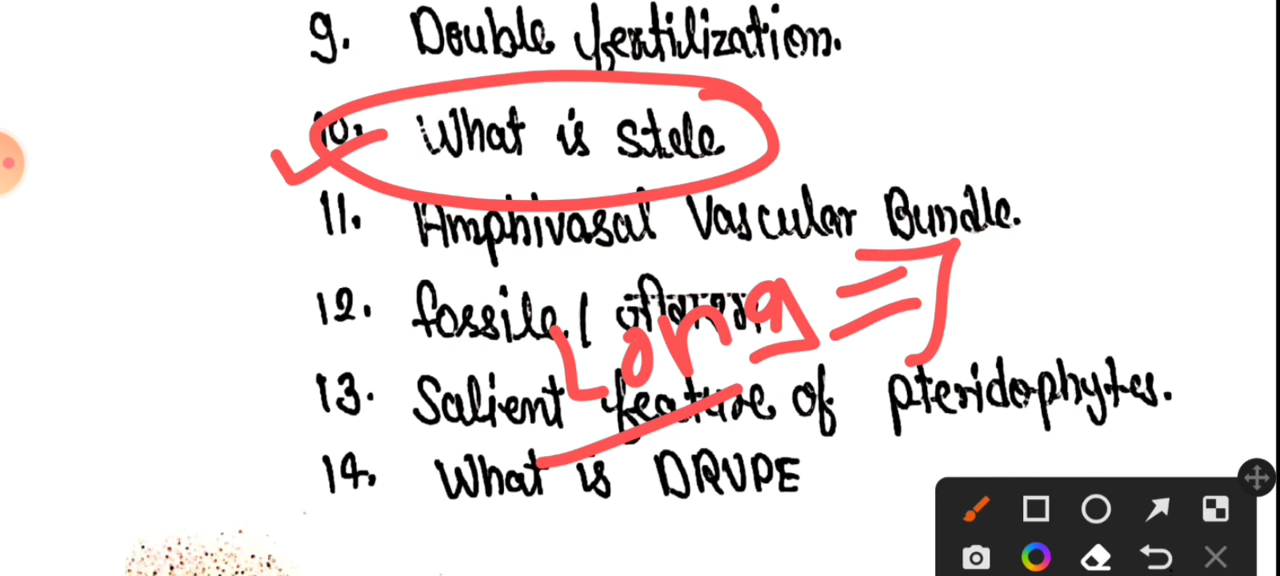 9. Double fertilization.
10. What is Stele
11. Amphivasal Vascular Bundle.
12. fossile /
Long
13. Salient feature of pteridophytes.
14. What is DRUPE